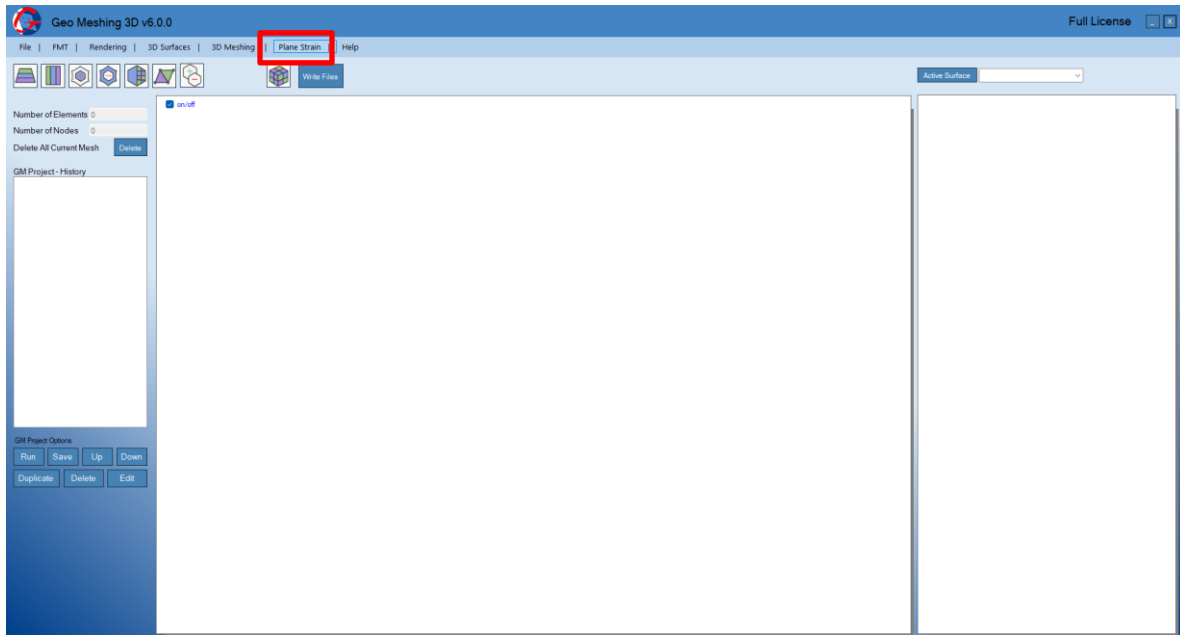 Geo Meshing 3D v6.0.0
Full License
File | FMT | Rendering | 3D Surfaces | 3D Meshing | Plane Strain | Help
Write Files
Active Surface
on/off
Number of Elements 0
Number of Nodes 0
Delete All Current Mesh Delete
GM Project - History
GM Project Options
Run Save Up Down
Duplicate Delete Edit